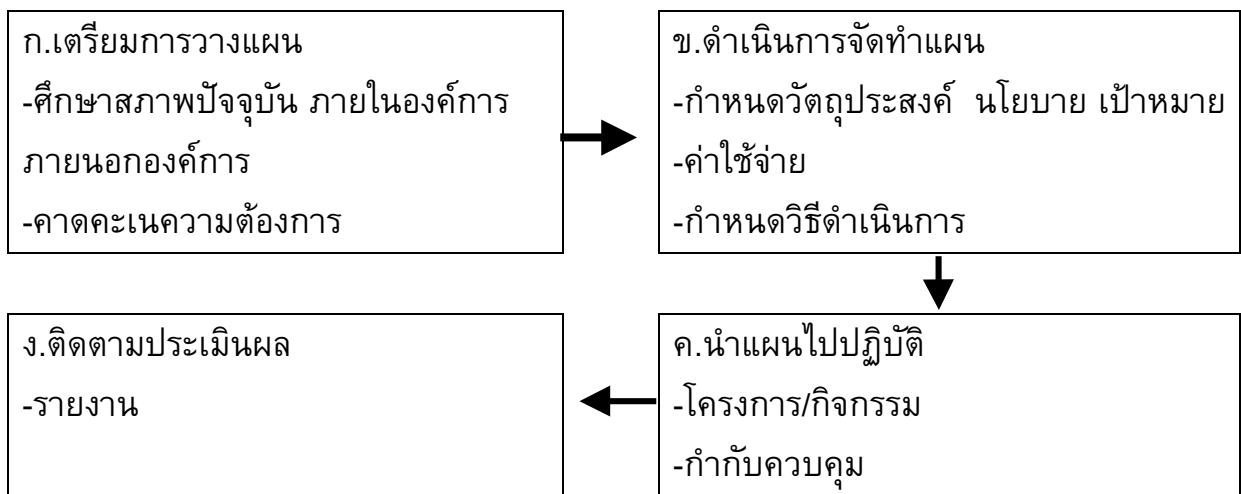 ก.เตรียมการวางแผน
-ศึกษาสภาพปัจจุบัน ภายในองค์การ
ภายนอกองค์การ
-คาดคะเนความต้องการ
ข.ดำเนินการจัดทำแผน
-กำหนดวัตถุประสงค์  นโยบาย เป้าหมาย
-ค่าใช้จ่าย
-กำหนดวิธีดำเนินการ
ค.นำแผนไปปฏิบัติ
-โครงการ/กิจกรรม
-กำกับควบคุม
ง.ติดตามประเมินผล
-รายงาน